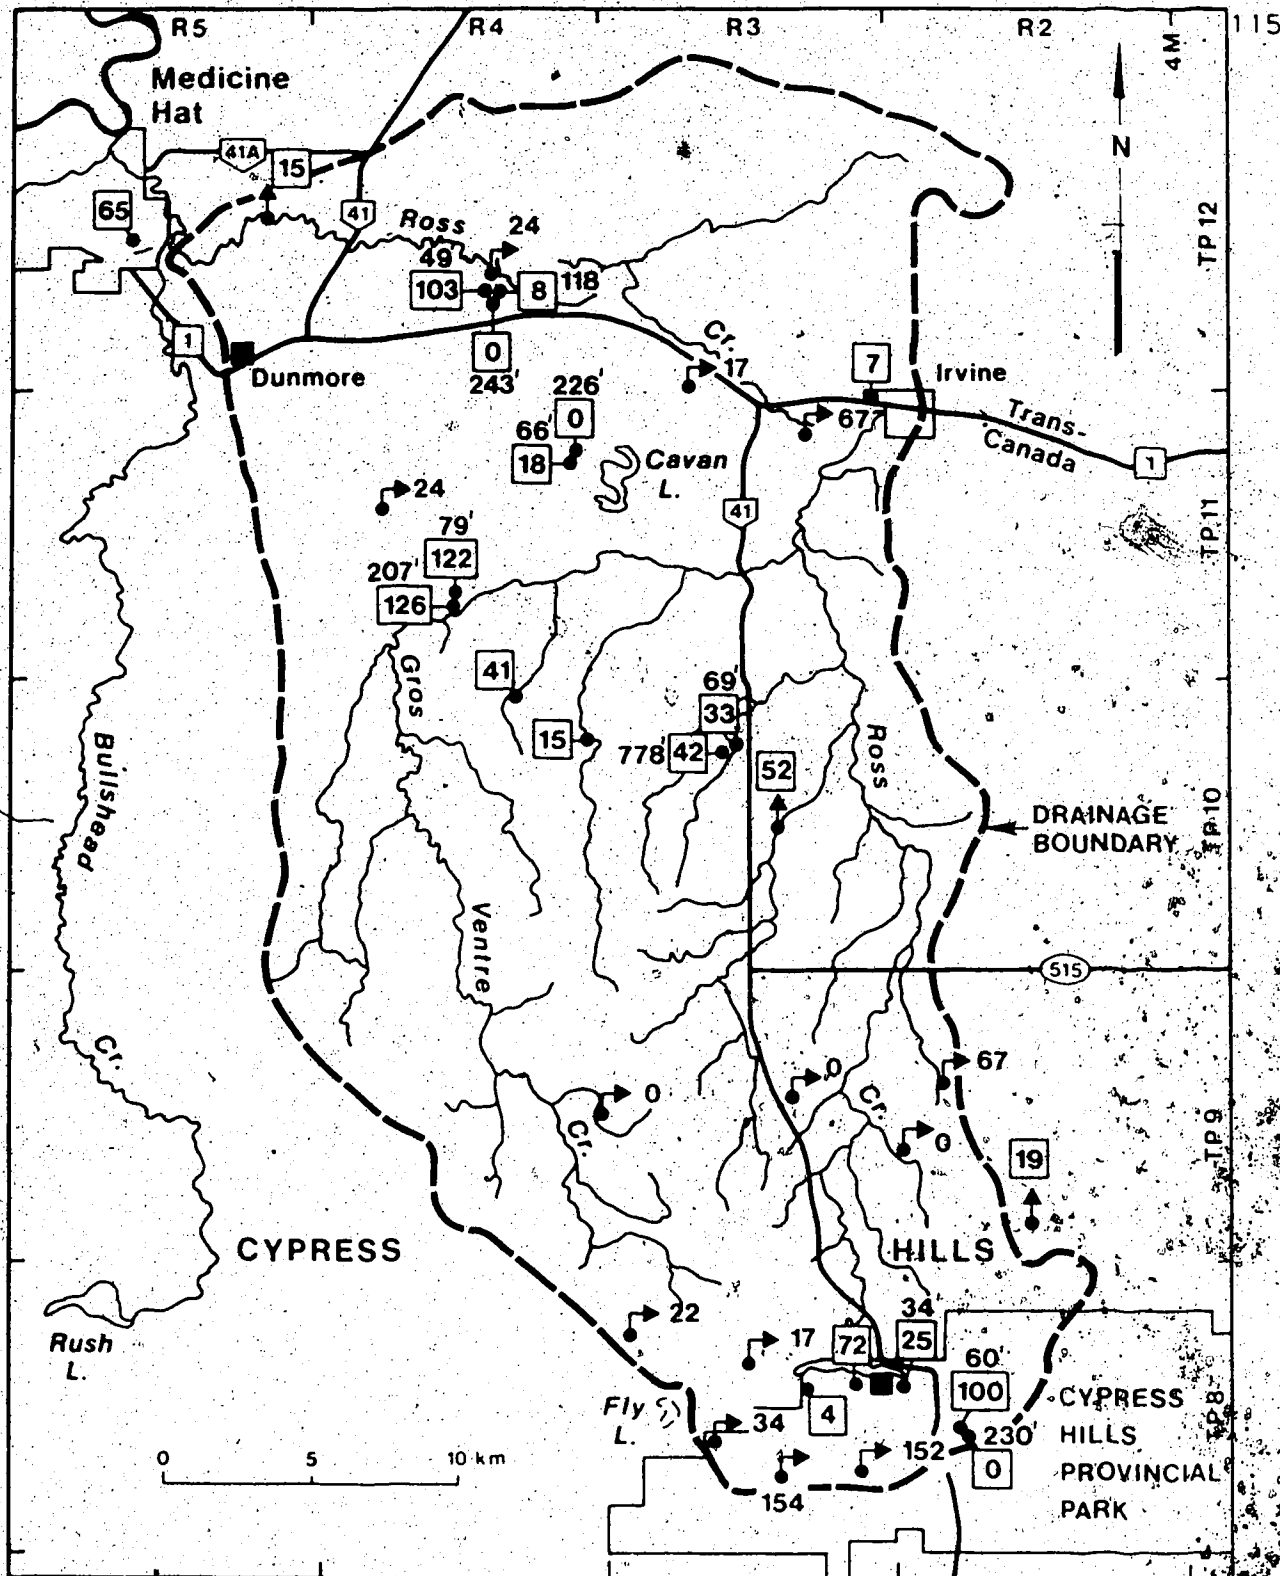 115
R5
R4
R3
R2
4M
Medicine
Hat
41A
15
N
65
41
Ross
24
TP 12
49'
103
8
118
1
0
243'
Cr.
Dunmore
17
7
Irvine
226'
0
66'
18
677
Trans-
Canada
1
Cavan
L.
24
41
TP 11
79'
122
207'
126
Gros
41
69'
33
15
778'
42
52
Ross
Bullshead
DRAINAGE
BOUNDARY
TP 10
Ventre
515
Cr.
0
0
67
Cr.
Cr.
0
19
TP 9
CYPRESS
HILLS
Rush
L.
22
17
34'
72
25
60'
100
4
Fly
L.
34
CYPRESS
HILLS
PROVINCIAL
PARK
TP 8
230'
0
152
154
0
5
10 km